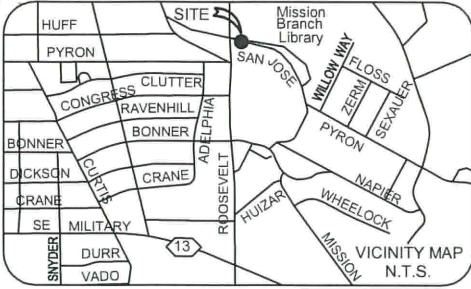 HUFF
PYRON
SITE
Mission
Branch
Library
SAN JOSE
WILLOW WAY
FLOSS
ZERM
SEXAUER
CLUTTER
CONGRESS
RAVENHILL
BONNER
ADELPHIA
PYRON
BONNER
DICKSON
CURTIS
CRANE
ROOSEVELT
NAPIER
CRANE
HUIZAR
WHEELOCK
SE MILITARY
13
MISSION
SNYDER
DURR
VADO
VICINITY MAP
N.T.S.